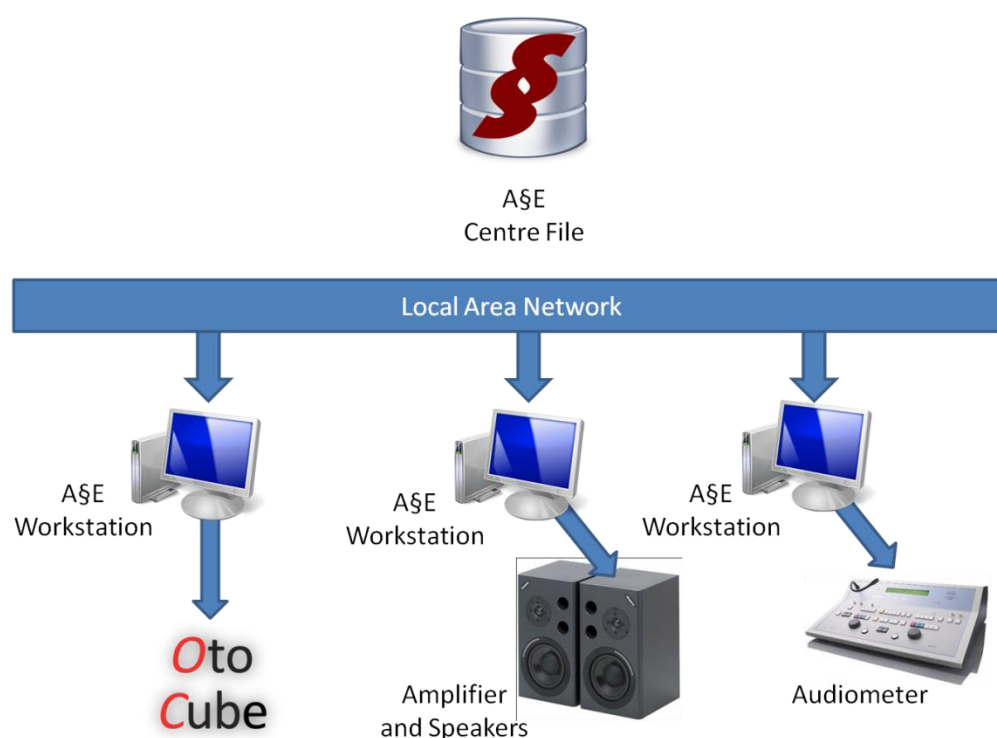 A§E
Centre File
Local Area Network
A§E
Workstation
A§E
Workstation
A§E
Workstation
Oto
Cube
Amplifier
and Speakers
Audiometer